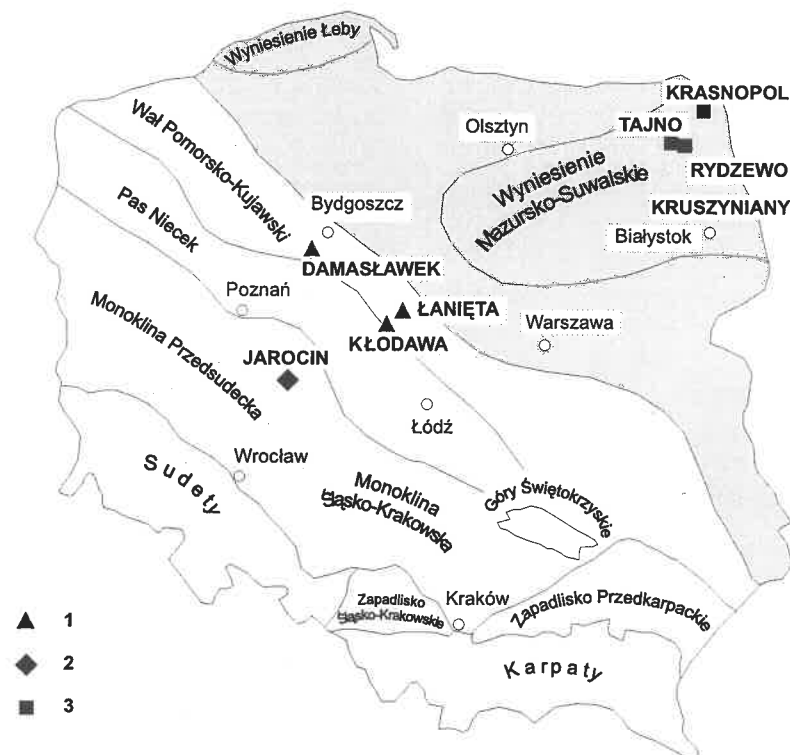 Wyniesienie Łeby
KRASNOPOL
Olsztyn
TAJNO
Wał Pomorsko-Kujawski
Wyniesienie
Mazursko-Suwalskie
RYDZEWO
Pas Niecek
Bydgoszcz
KRUSZYNIANY
Białystok
DAMASŁAWEK
Poznań
ŁANIĘTA
Monoklina Przedsudecka
KŁODAWA
Warszawa
JAROCIN
Łódź
Wrocław
Sudety
Monoklina
Śląsko-Krakowska
Góry Świętokrzyskie
Zapadlisko
Śląsko-Krakowskie
Kraków
Zapadlisko Przedkarpackie
Karpaty
1
2
3